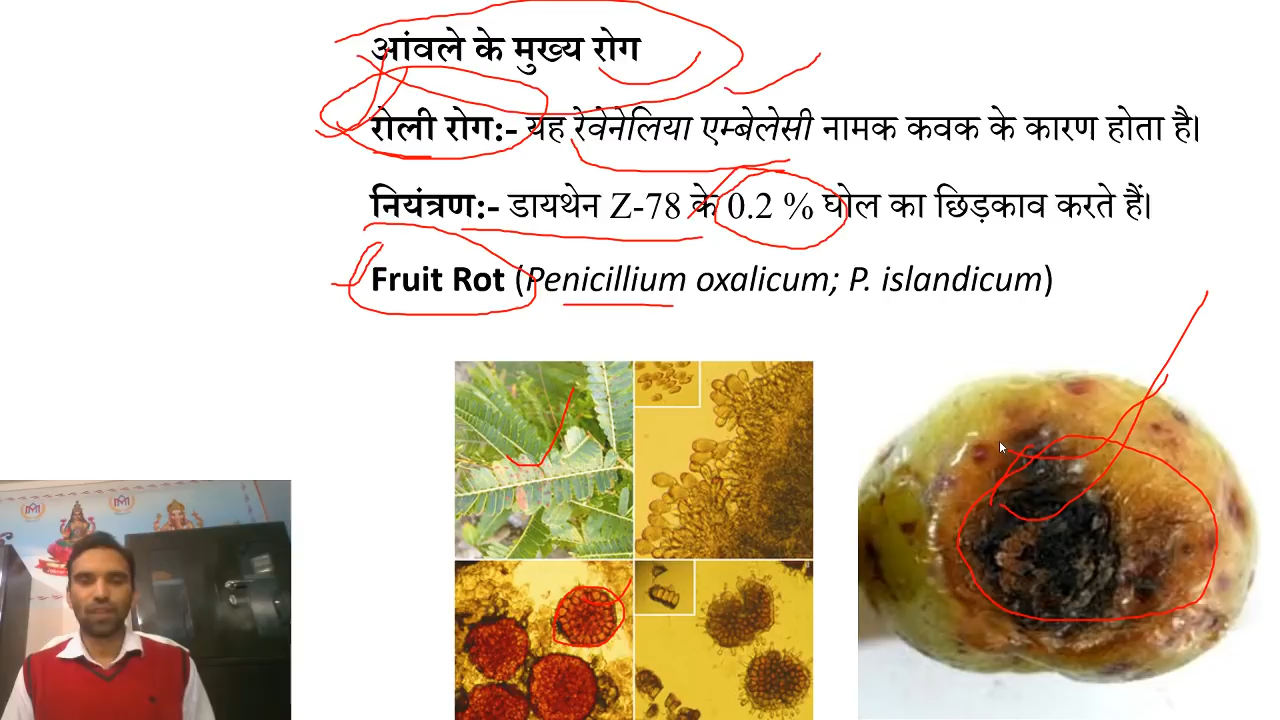 आंवले के मुख्य रोग
रोली रोग:- यह रेवेनेलिया एम्बेलेसी नामक कवक के कारण होता है।
नियंत्रण:- डायथेन Z-78 के 0.2 % घोल का छिड़काव करते हैं।
Fruit Rot (Penicillium oxalicum; P. islandicum)